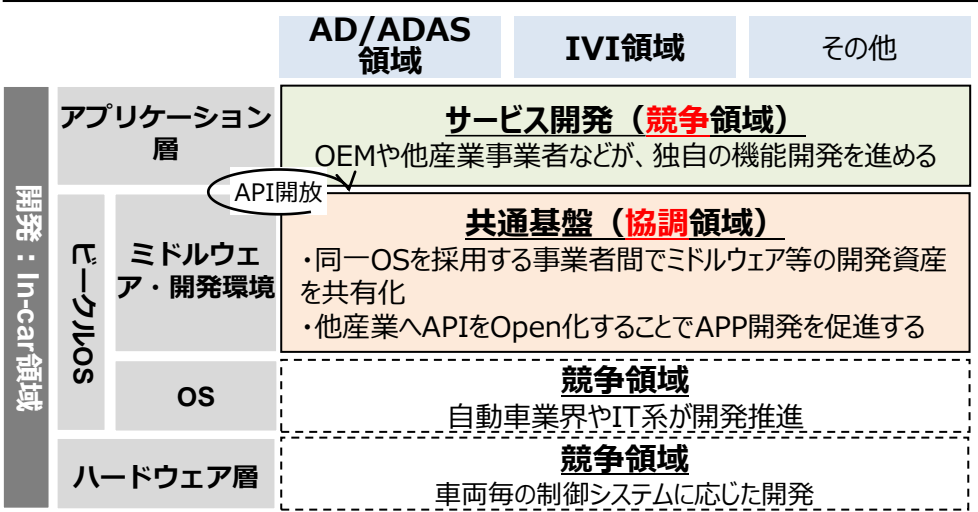 AD/ADAS
領域
IVI領域
その他
開発：In-car領域
アプリケーション
層
サービス開発（競争領域）
OEMや他産業事業者などが、独自の機能開発を進める
API開放
ビークルOS
ミドルウェ
ア・開発環境
共通基盤（協調領域）
・同一OSを採用する事業者間でミドルウェア等の開発資産
を共有化
・他産業へAPIをOpen化することでAPP開発を促進する
OS
競争領域
自動車業界やIT系が開発推進
ハードウェア層
競争領域
車両毎の制御システムに応じた開発